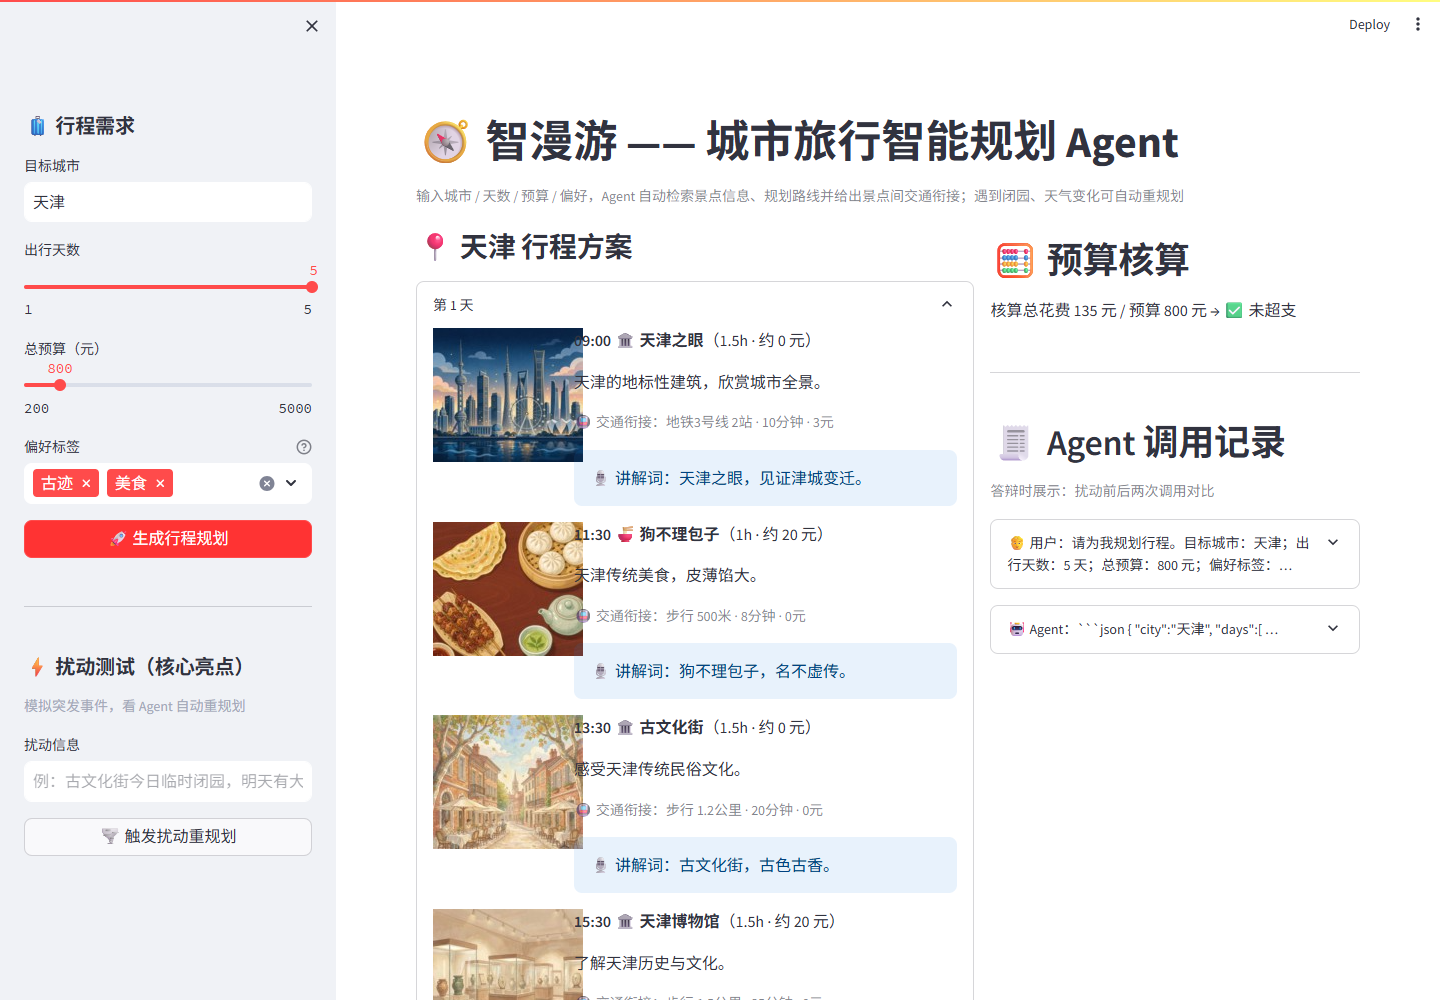 Deploy
行程需求
目标城市
天津
出行天数
5
1
5
总预算（元）
800
200
5000
偏好标签
古迹
美食
生成行程规划
扰动测试（核心亮点）
模拟突发事件，看 Agent 自动重规划
扰动信息
例：古文化街今日临时闭园，明天有大
触发扰动重规划
智漫游 —— 城市旅行智能规划 Agent
输入城市 / 天数 / 预算 / 偏好，Agent 自动检索景点信息、规划路线并给出景点间交通衔接；遇到闭园、天气变化可自动重规划
天津 行程方案
第 1 天
09:00 🏛️ 天津之眼（1.5h · 约 0 元）
天津的地标性建筑，欣赏城市全景。
交通衔接：地铁3号线 2站 · 10分钟 · 3元
讲解词：天津之眼，见证津城变迁。
11:30 🍜 狗不理包子（1h · 约 20 元）
天津传统美食，皮薄馅大。
交通衔接：步行 500米 · 8分钟 · 0元
讲解词：狗不理包子，名不虚传。
13:30 🏛️ 古文化街（1.5h · 约 0 元）
感受天津传统民俗文化。
交通衔接：步行 1.2公里 · 20分钟 · 0元
讲解词：古文化街，古色古香。
15:30 🏛️ 天津博物馆（1.5h · 约 20 元）
了解天津历史与文化。
预算核算
核算总花费 135 元 / 预算 800 元 → ✅ 未超支
Agent 调用记录
答辩时展示：扰动前后两次调用对比
用户：请为我规划行程。目标城市：天津；出
行天数：5 天；总预算：800 元；偏好标签：…
Agent：```json { "city":"天津", "days":[ …